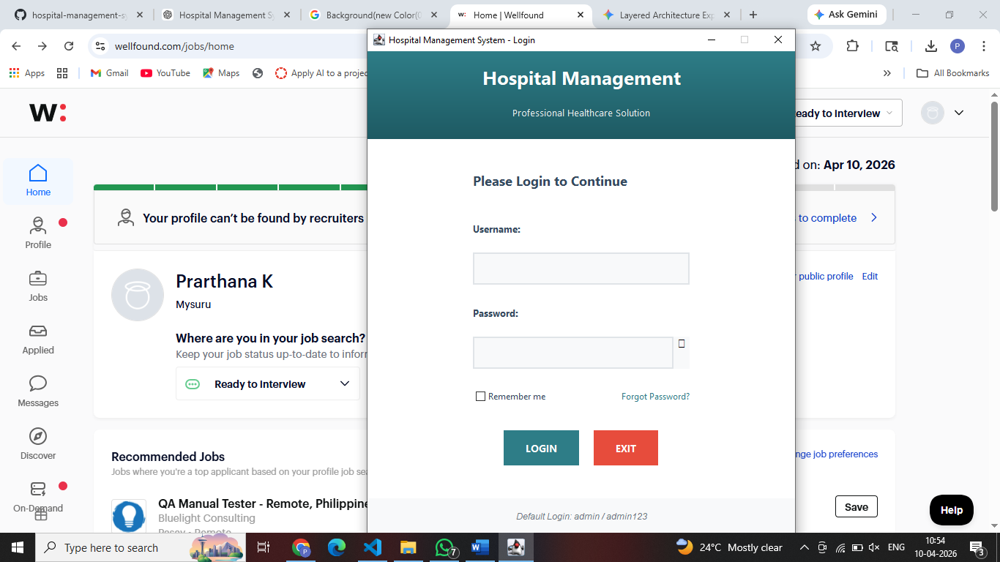 hospital-management-sy
Hospital Management Sy
Background(new Color(0
Home | Wellfound
Layered Architecture Exp
Ask Gemini
wellfound.com/jobs/home
P
Apps
Gmail
YouTube
Maps
Apply AI to a projec
All Bookmarks
W:
eady to Interview
Home
Profile
Jobs
Applied
Messages
Discover
On-Demand
d on: Apr 10, 2026
Your profile can’t be found by recruiters
to complete
Prarthana K
Mysuru
public profile
Edit
Where are you in your job search?
Keep your job status up-to-date to infor
Ready to Interview
Recommended Jobs
Jobs where you're a top applicant based on your profile job sea
nge job preferences
QA Manual Tester - Remote, Philippine
Bluelight Consulting
Pasay - Remote
Save
Help
Hospital Management System - Login
Hospital Management
Professional Healthcare Solution
Please Login to Continue
Username:
Password:
Remember me
Forgot Password?
LOGIN
EXIT
Default Login: admin / admin123
Type here to search
P
7
24°C Mostly clear
ENG
10:54
10-04-2026
3